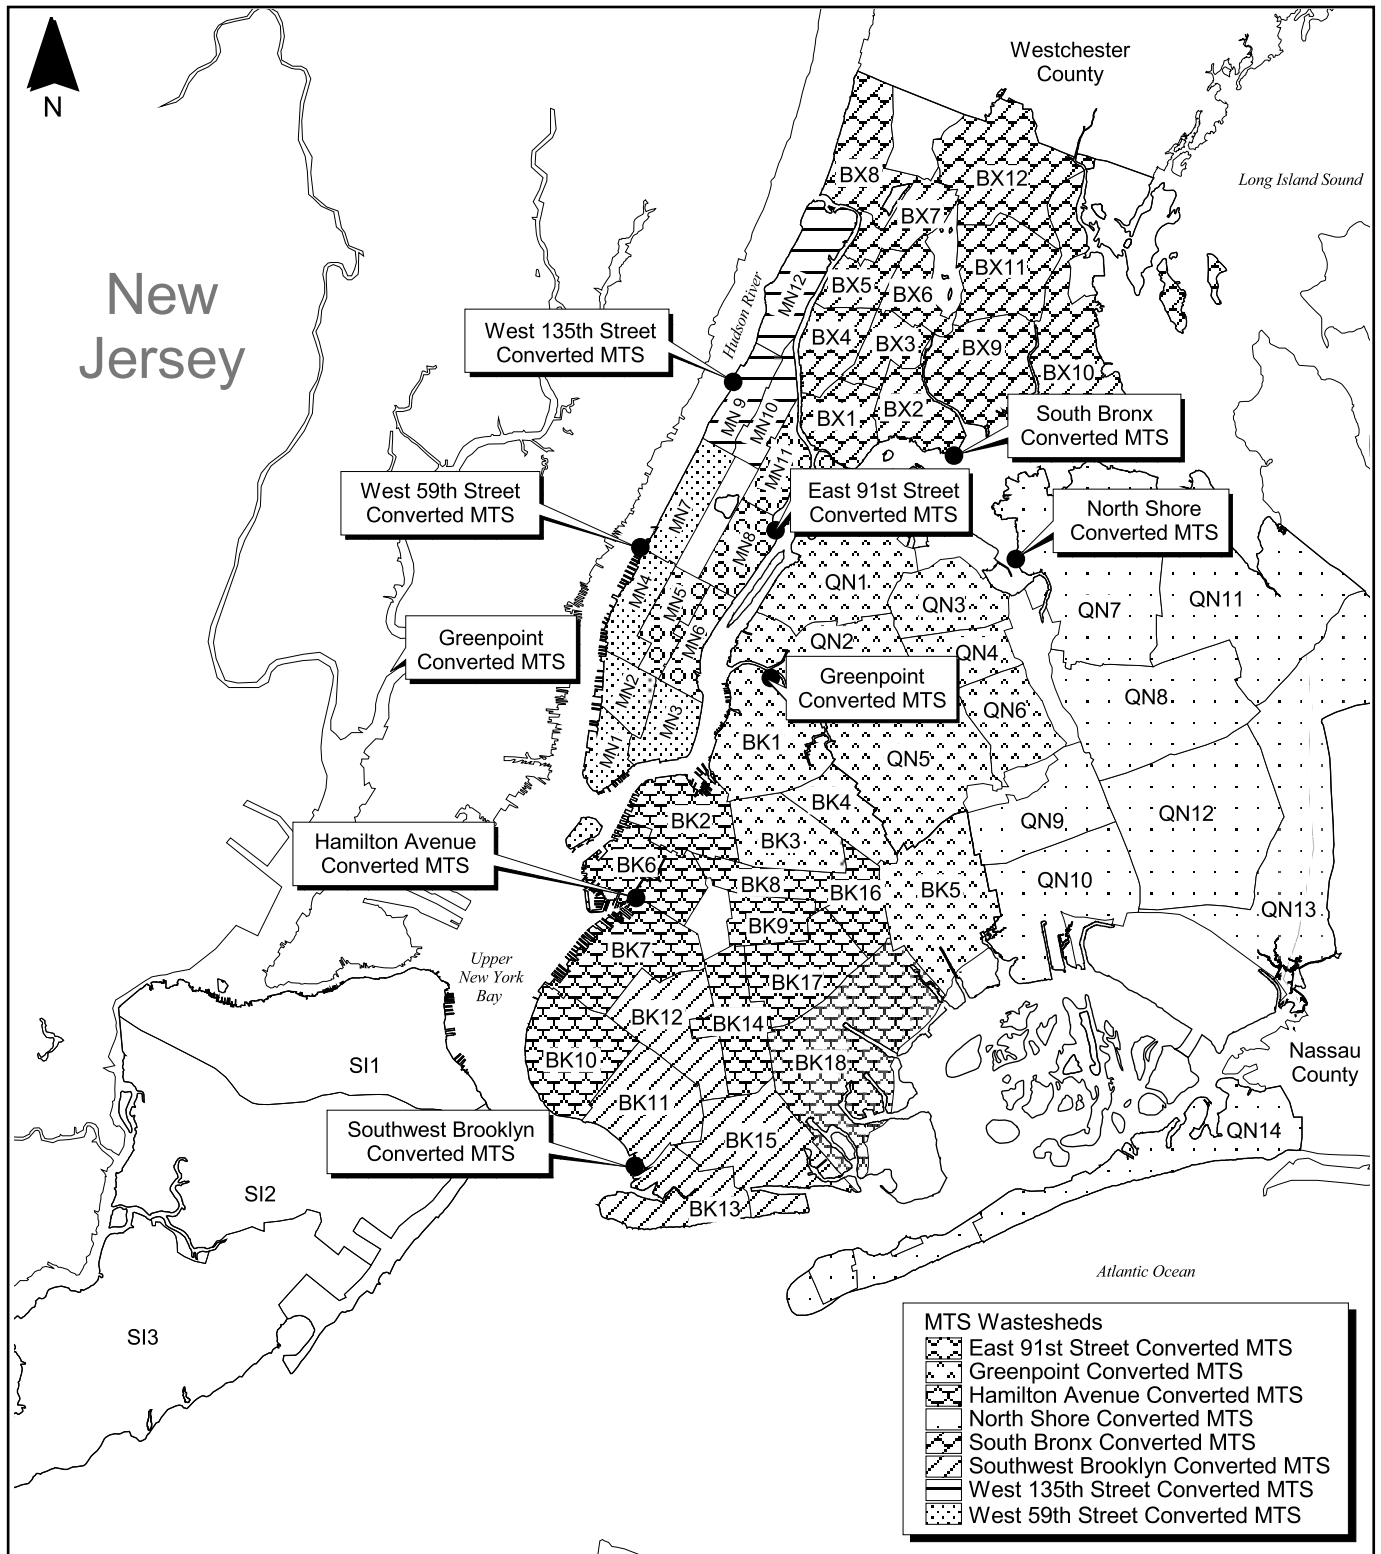 Westchester
County
N
Long Island Sound
New
Jersey
Hudson River
BX8
BX12
BX7
BX11
BX5
BX6
MN12
BX4
BX3
BX9
BX10
West 135th Street
Converted MTS
MN 9
MN10
BX1
BX2
South Bronx
Converted MTS
MN11
West 59th Street
Converted MTS
MN7
East 91st Street
Converted MTS
North Shore
Converted MTS
MN8
MN4
MN5
MN6
QN1
QN3
QN7
QN11
Greenpoint
Converted MTS
QN2
QN4
Greenpoint
Converted MTS
MN2
MN3
MN1
QN6
QN8
BK1
QN5
BK4
BK2
BK3
QN9
QN12
Hamilton Avenue
Converted MTS
BK6
BK8
BK16
BK5
QN10
QN13
BK9
BK7
Upper
New York
Bay
BK17
BK12
BK14
BK10
BK18
BK11
SI1
Nassau
County
Southwest Brooklyn
Converted MTS
BK15
QN14
SI2
BK13
Atlantic Ocean
SI3
MTS Wastesheds
East 91st Street Converted MTS
Greenpoint Converted MTS
Hamilton Avenue Converted MTS
North Shore Converted MTS
South Bronx Converted MTS
Southwest Brooklyn Converted MTS
West 135th Street Converted MTS
West 59th Street Converted MTS